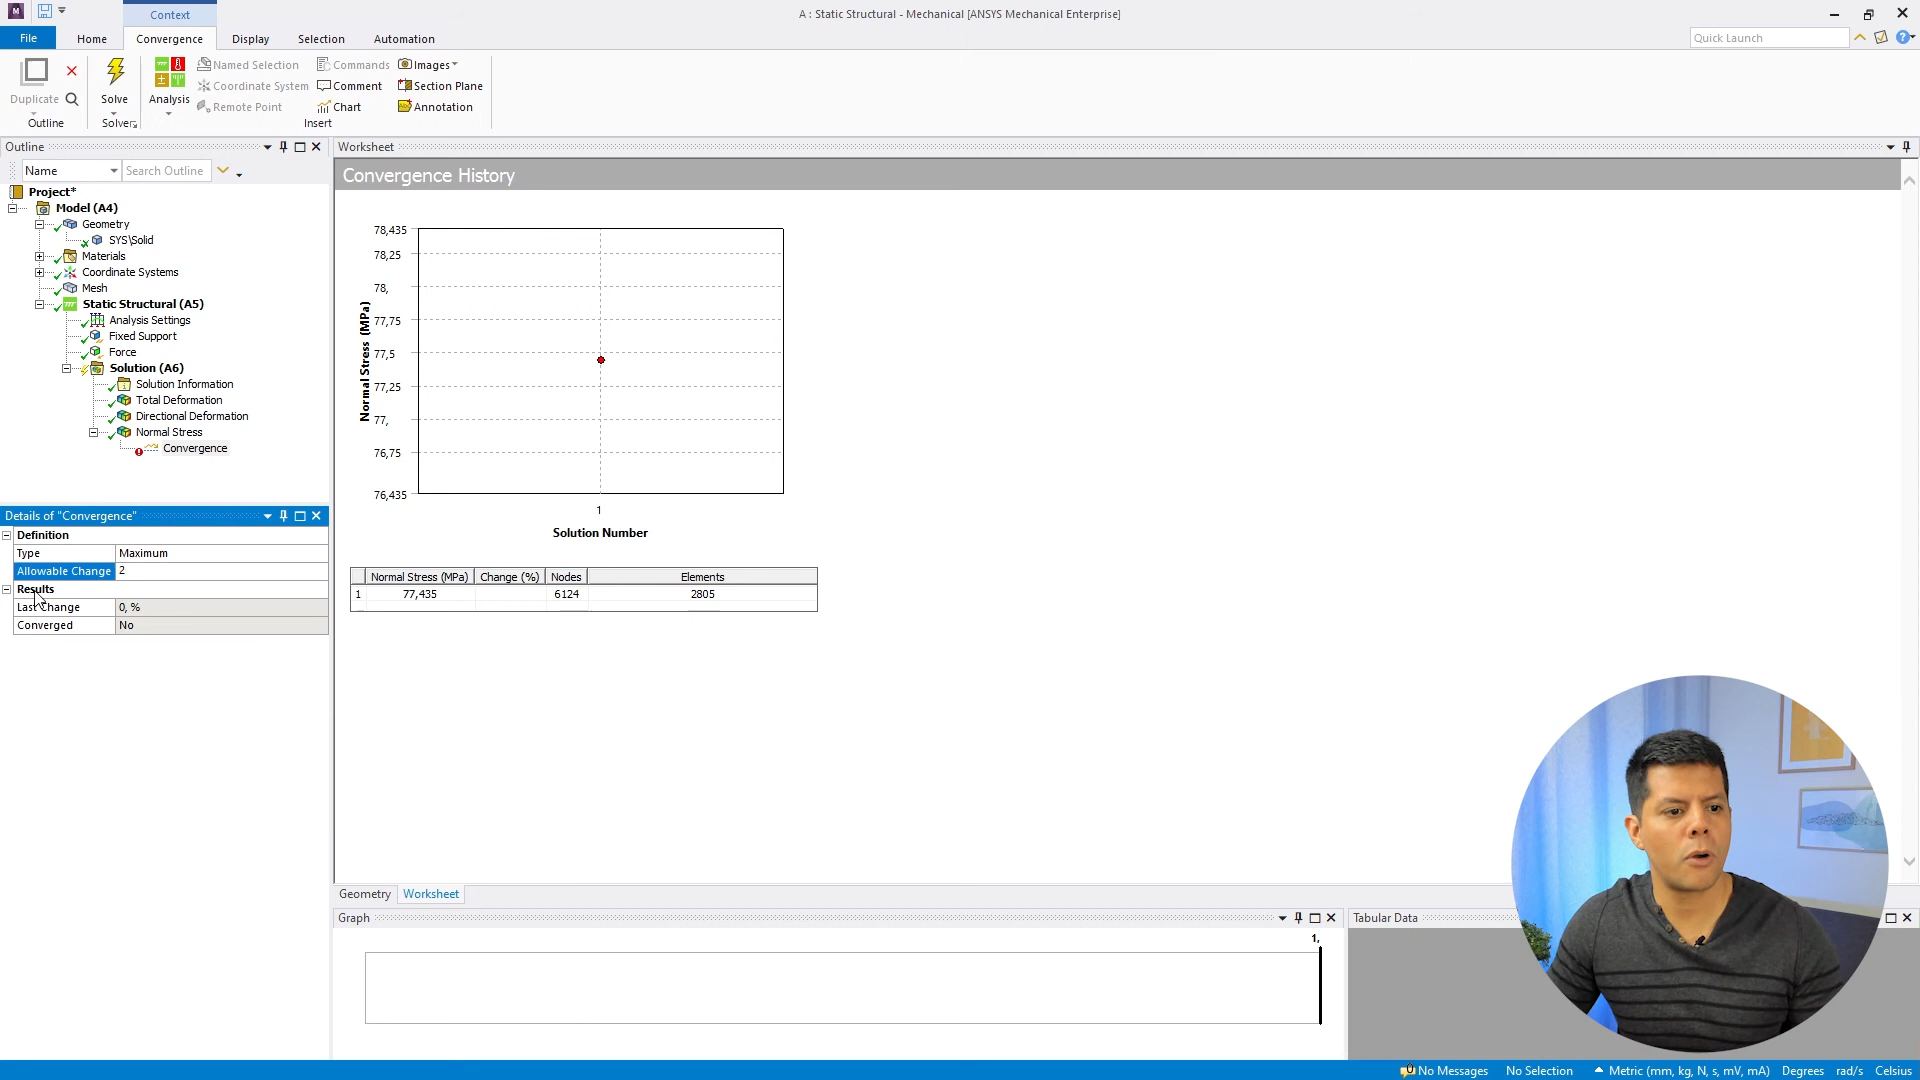 Context
A : Static Structural - Mechanical [ANSYS Mechanical Enterprise]
File Home Convergence Display Selection Automation
Quick Launch
Duplicate
Outline
Solve
Solver
Analysis
Named Selection
Coordinate System
Remote Point
Commands
Comment
Chart
Images
Section Plane
Annotation
Insert
Outline
Name Search Outline
Project*
Model (A4)
Geometry
SYS\Solid
Materials
Coordinate Systems
Mesh
Static Structural (A5)
Analysis Settings
Fixed Support
Force
Solution (A6)
Solution Information
Total Deformation
Directional Deformation
Normal Stress
Convergence
Details of "Convergence"
Definition
Type Maximum
Allowable Change 2
Results
Last Change 0, %
Converged No
Worksheet
Convergence History
78,435
78,25
78,
77,75
77,5
77,25
77,
76,75
76,435
Normal Stress (MPa)
1
Solution Number
Normal Stress (MPa) Change (%) Nodes Elements
1 77,435 6124 2805
Geometry Worksheet
Graph
1,
Tabular Data
No Messages No Selection Metric (mm, kg, N, s, mV, mA) Degrees rad/s Celsius